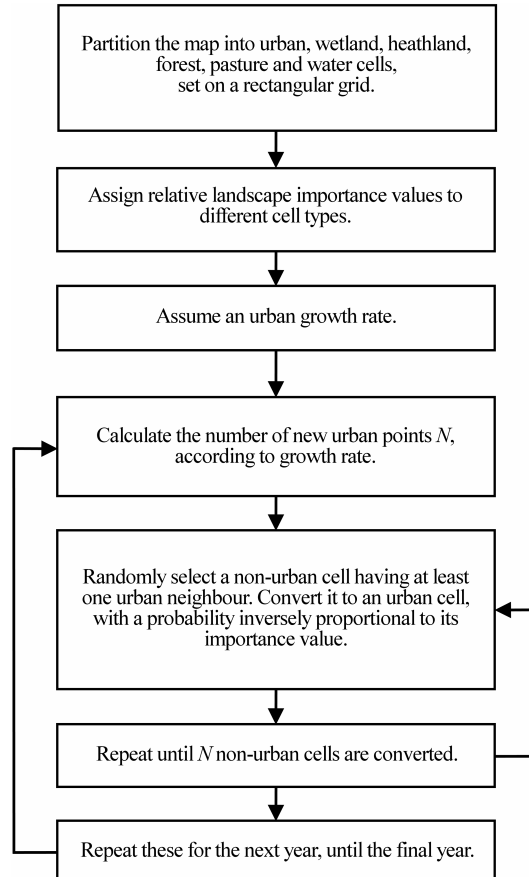 Partition the map into urban, wetland, heathland,
forest, pasture and water cells,
set on a rectangular grid.
Assign relative landscape importance values to
different cell types.
Assume an urban growth rate.
Calculate the number of new urban points N,
according to growth rate.
Randomly select a non-urban cell having at least
one urban neighbour. Convert it to an urban cell,
with a probability inversely proportional to its
importance value.
Repeat until N non-urban cells are converted.
Repeat these for the next year, until the final year.